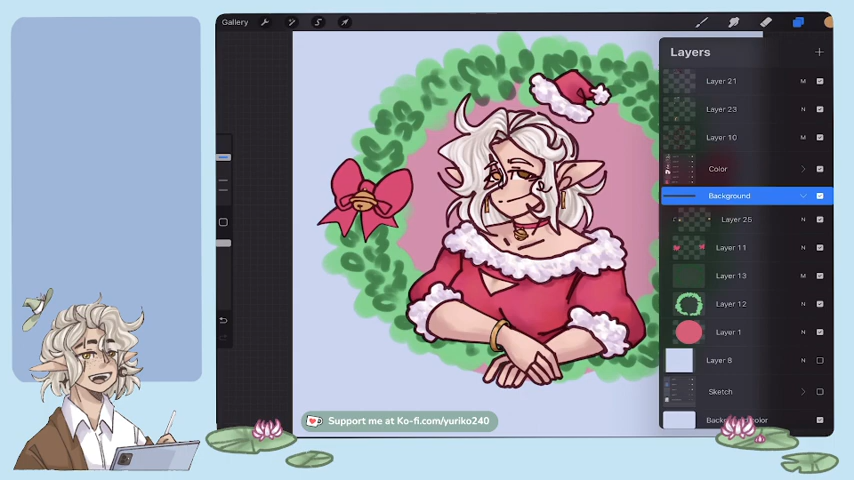 Gallery
Layers
Layer 21
M
Layer 23
N
Layer 10
M
Color
Background
N
Layer 25
N
Layer 11
N
Layer 13
M
Layer 12
N
Layer 1
N
Layer 8
N
Sketch
Support me at Ko-fi.com/yuriko240